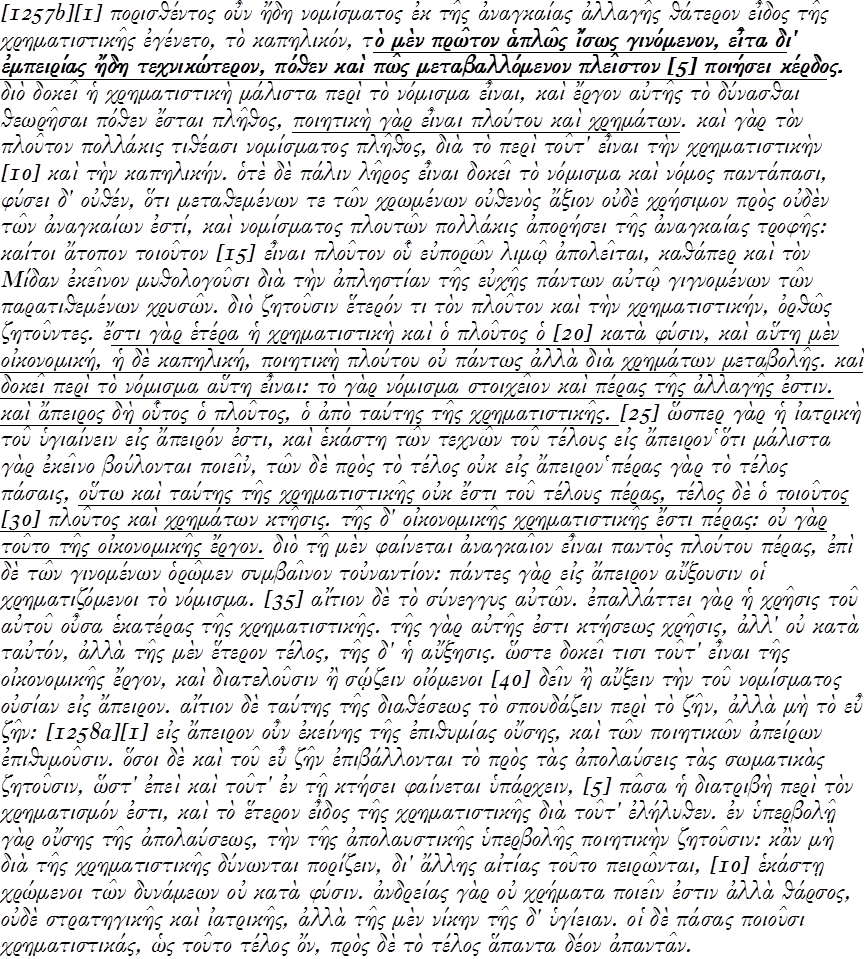 [1257b][1] πορισθέντος οὖν ἤδη νομίσματος ἐκ τῆς ἀναγκαίας ἀλλαγῆς θάτερον εἶδος τῆς
χρηματιστικῆς ἐγένετο, τὸ καπηλικόν, τὸ μὲν πρῶτον ἁπλῶς ἴσως γινόμενον, εἶτα δι'
ἐμπειρίας ἤδη τεχνικώτερον, πόθεν καὶ πῶς μεταβαλλόμενον πλεῖστον [5] ποιήσει κέρδος.
διὸ δοκεῖ ἡ χρηματιστικὴ μάλιστα περὶ τὸ νόμισμα εἶναι, καὶ ἔργον αὐτῆς τὸ δύνασθαι
θεωρῆσαι πόθεν ἔσται πλῆθος, ποιητικὴ γὰρ εἶναι πλούτου καὶ χρημάτων. καὶ γὰρ τὸν
πλοῦτον πολλάκις τιθέασι νομίσματος πλῆθος, διὰ τὸ περὶ τοῦτ' εἶναι τὴν χρηματιστικὴν
[10] καὶ τὴν καπηλικήν. ὁτὲ δὲ πάλιν λῆρος εἶναι δοκεῖ τὸ νόμισμα καὶ νόμος παντάπασι,
φύσει δ' οὐθέν, ὅτι μεταθεμένων τε τῶν χρωμένων οὐθενὸς ἄξιον οὐδὲ χρήσιμον πρὸς οὐδὲν
τῶν ἀναγκαίων ἐστί, καὶ νομίσματος πλουτῶν πολλάκις ἀπορήσει τῆς ἀναγκαίας τροφῆς:
καίτοι ἄτοπον τοιοῦτον [15] εἶναι πλοῦτον οὗ εὐπορῶν λιμῷ ἀπολεῖται, καθάπερ καὶ τὸν
Μίδαν ἐκεῖνον μυθολογοῦσι διὰ τὴν ἀπληστίαν τῆς εὐχῆς πάντων αὐτῷ γιγνομένων τῶν
παρατιθεμένων χρυσῶν. διὸ ζητοῦσιν ἕτερόν τι τὸν πλοῦτον καὶ τὴν χρηματιστικήν, ὀρθῶς
ζητοῦντες. ἔστι γὰρ ἑτέρα ἡ χρηματιστικὴ καὶ ὁ πλοῦτος ὁ [20] κατὰ φύσιν, καὶ αὕτη μὲν
οἰκονομική, ἡ δὲ καπηλική, ποιητικὴ πλούτου οὐ πάντως ἀλλὰ διὰ χρημάτων μεταβολῆς. καὶ
δοκεῖ περὶ τὸ νόμισμα αὕτη εἶναι: τὸ γὰρ νόμισμα στοιχεῖον καὶ πέρας τῆς ἀλλαγῆς ἐστιν.
καὶ ἄπειρος δὴ οὗτος ὁ πλοῦτος, ὁ ἀπὸ ταύτης τῆς χρηματιστικῆς. [25] ὥσπερ γὰρ ἡ ἰατρικὴ
τοῦ ὑγιαίνειν εἰς ἄπειρόν ἐστι, καὶ ἑκάστη τῶν τεχνῶν τοῦ τέλους εἰς ἄπειρον῾ὅτι μάλιστα
γὰρ ἐκεῖνο βούλονται ποιεἶν̓, τῶν δὲ πρὸς τὸ τέλος οὐκ εἰς ἄπειρον῾πέρας γὰρ τὸ τέλος
πάσαις, οὕτω καὶ ταύτης τῆς χρηματιστικῆς οὐκ ἔστι τοῦ τέλους πέρας, τέλος δὲ ὁ τοιοῦτος
[30] πλοῦτος καὶ χρημάτων κτῆσις. τῆς δ' οἰκονομικῆς χρηματιστικῆς ἔστι πέρας: οὐ γὰρ
τοῦτο τῆς οἰκονομικῆς ἔργον. διὸ τῇ μὲν φαίνεται ἀναγκαῖον εἶναι παντὸς πλούτου πέρας, ἐπὶ
δὲ τῶν γινομένων ὁρῶμεν συμβαῖνον τοὐναντίον: πάντες γὰρ εἰς ἄπειρον αὔξουσιν οἱ
χρηματιζόμενοι τὸ νόμισμα. [35] αἴτιον δὲ τὸ σύνεγγυς αὐτῶν. ἐπαλλάττει γὰρ ἡ χρῆσις τοῦ
αὐτοῦ οὖσα ἑκατέρας τῆς χρηματιστικῆς. τῆς γὰρ αὐτῆς ἐστι κτήσεως χρῆσις, ἀλλ' οὐ κατὰ
ταὐτόν, ἀλλὰ τῆς μὲν ἕτερον τέλος, τῆς δ' ἡ αὔξησις. ὥστε δοκεῖ τισι τοῦτ' εἶναι τῆς
οἰκονομικῆς ἔργον, καὶ διατελοῦσιν ἢ σῴζειν οἰόμενοι [40] δεῖν ἢ αὔξειν τὴν τοῦ νομίσματος
οὐσίαν εἰς ἄπειρον. αἴτιον δὲ ταύτης τῆς διαθέσεως τὸ σπουδάζειν περὶ τὸ ζῆν, ἀλλὰ μὴ τὸ εὖ
ζῆν: [1258a][1] εἰς ἄπειρον οὖν ἐκείνης τῆς ἐπιθυμίας οὔσης, καὶ τῶν ποιητικῶν ἀπείρων
ἐπιθυμοῦσιν. ὅσοι δὲ καὶ τοῦ εὖ ζῆν ἐπιβάλλονται τὸ πρὸς τὰς ἀπολαύσεις τὰς σωματικὰς
ζητοῦσιν, ὥστ' ἐπεὶ καὶ τοῦτ' ἐν τῇ κτήσει φαίνεται ὑπάρχειν, [5] πᾶσα ἡ διατριβὴ περὶ τὸν
χρηματισμόν ἐστι, καὶ τὸ ἕτερον εἶδος τῆς χρηματιστικῆς διὰ τοῦτ' ἐλήλυθεν. ἐν ὑπερβολῇ
γὰρ οὔσης τῆς ἀπολαύσεως, τὴν τῆς ἀπολαυστικῆς ὑπερβολῆς ποιητικὴν ζητοῦσιν: κἂν μὴ
διὰ τῆς χρηματιστικῆς δύνωνται πορίζειν, δι' ἄλλης αἰτίας τοῦτο πειρῶνται, [10] ἑκάστῃ
χρώμενοι τῶν δυνάμεων οὐ κατὰ φύσιν. ἀνδρείας γὰρ οὐ χρήματα ποιεῖν ἐστιν ἀλλὰ θάρσος,
οὐδὲ στρατηγικῆς καὶ ἰατρικῆς, ἀλλὰ τῆς μὲν νίκην τῆς δ' ὑγίειαν. οἱ δὲ πάσας ποιοῦσι
χρηματιστικάς, ὡς τοῦτο τέλος ὄν, πρὸς δὲ τὸ τέλος ἅπαντα δέον ἀπαντᾶν.